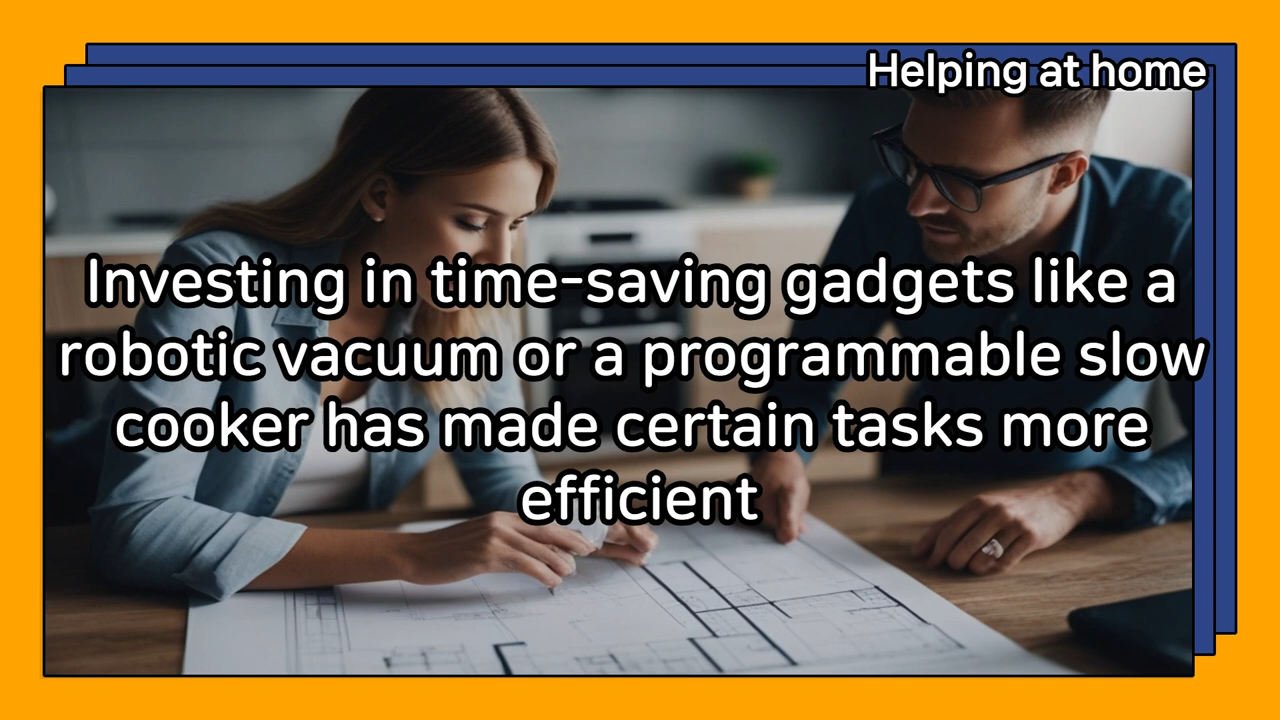 Helping at home
Investing in time-saving gadgets like a
robotic vacuum or a programmable slow
cooker has made certain tasks more
efficient